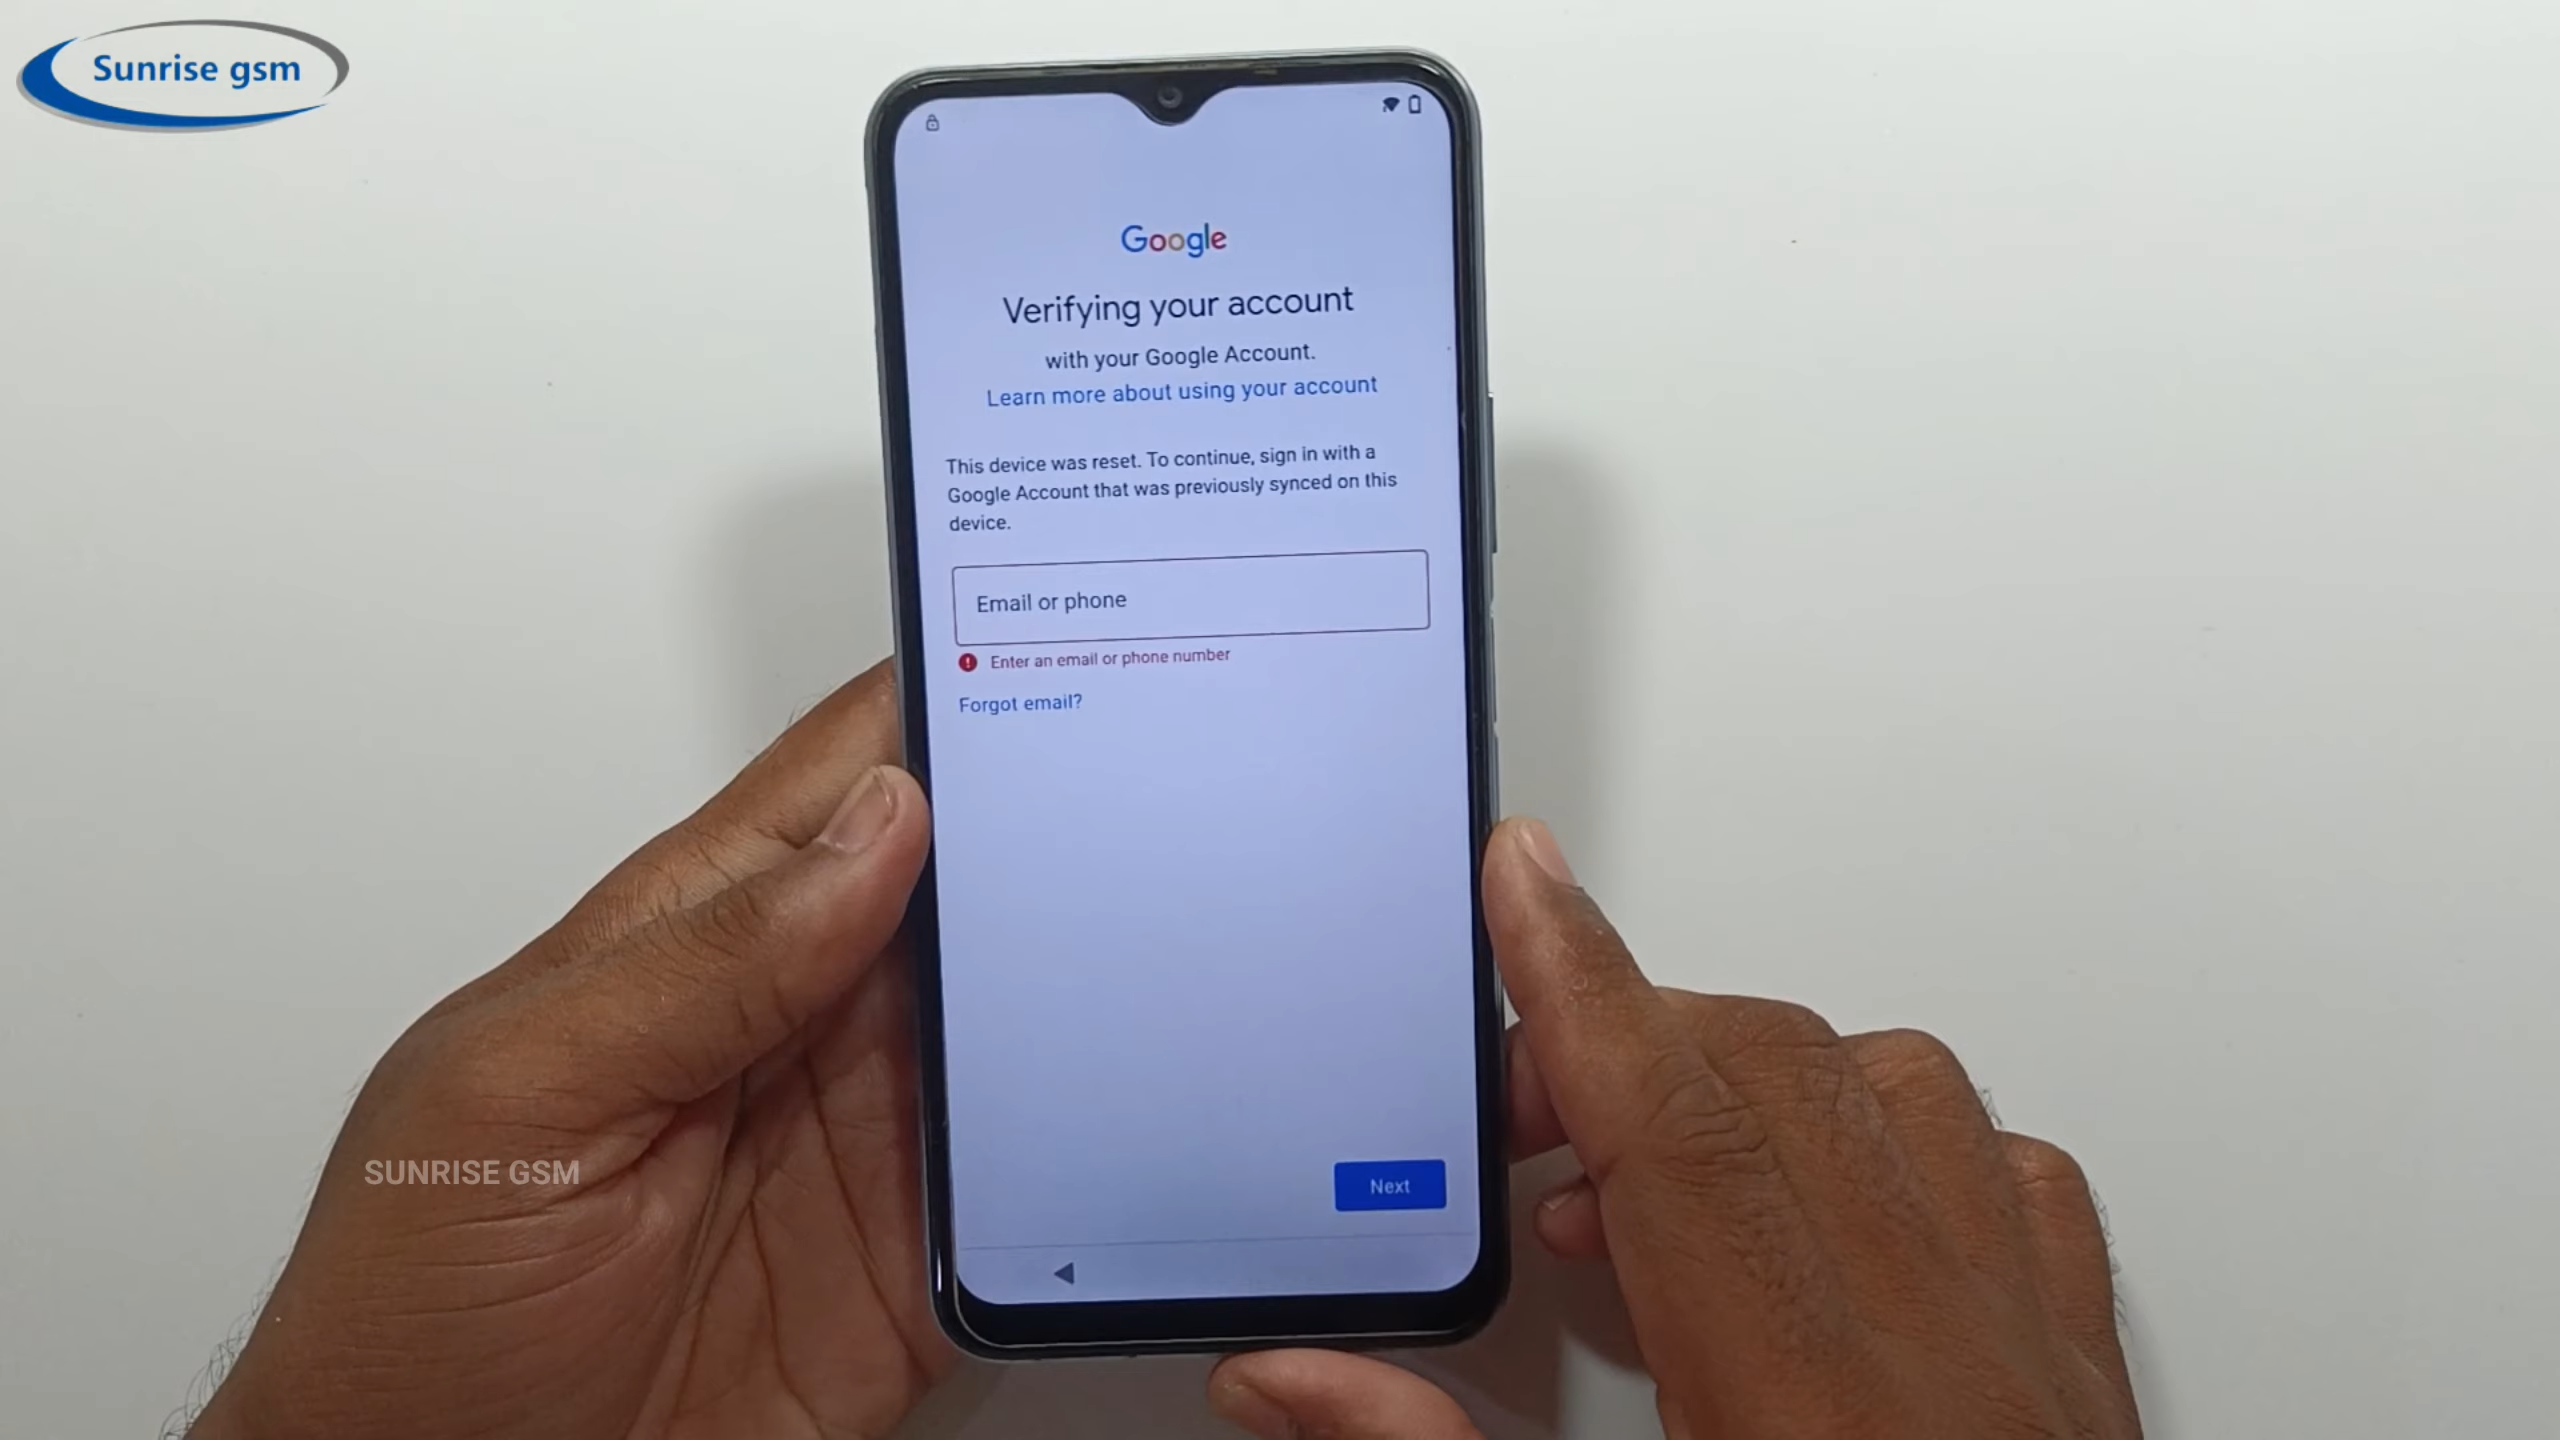 Sunrise gsm
Google
Verifying your account
with your Google Account.
Learn more about using your account
This device was reset. To continue, sign in with a
Google Account that was previously synced on this
device.
Email or phone
Enter an email or phone number
Forgot email?
SUNRISE GSM
Next